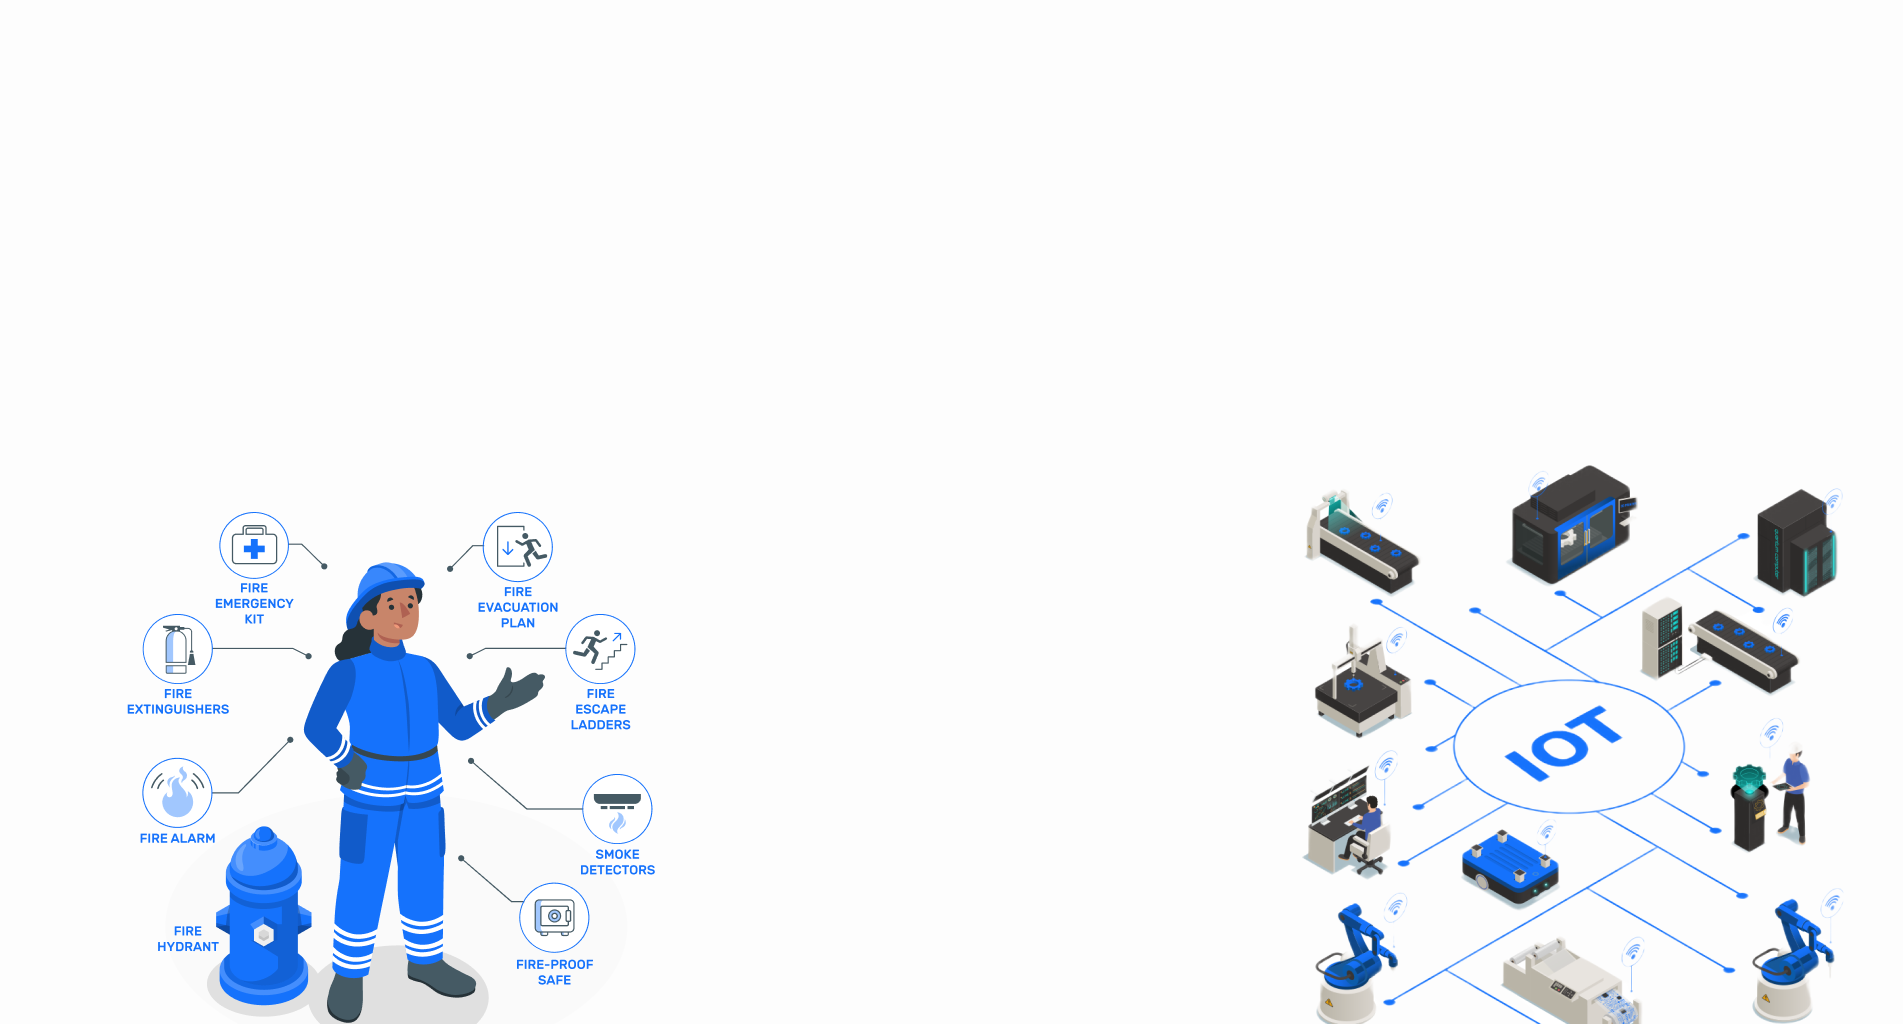 FIRE
EMERGENCY
KIT
FIRE
EVACUATION
PLAN
FIRE
EXTINGUISHERS
FIRE
ESCAPE
LADDERS
FIRE ALARM
SMOKE
DETECTORS
FIRE
HYDRANT
FIRE-PROOF
SAFE
IOT